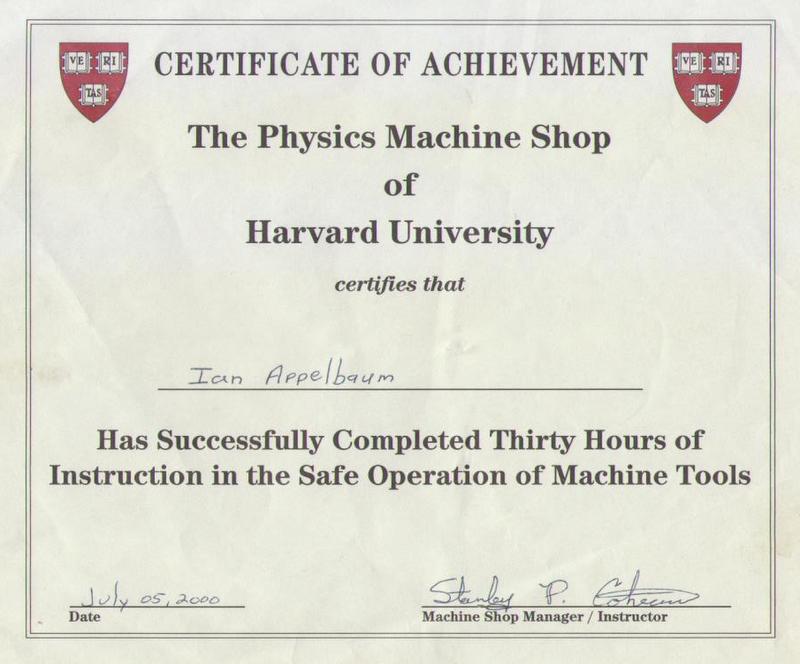 VE RI
TAS
CERTIFICATE OF ACHIEVEMENT
VE RI
TAS
The Physics Machine Shop
of
Harvard University
certifies that
Ian Appelbaum
Has Successfully Completed Thirty Hours of
Instruction in the Safe Operation of Machine Tools
July 05, 2000
Date
Stanley P.
Machine Shop Manager / Instructor